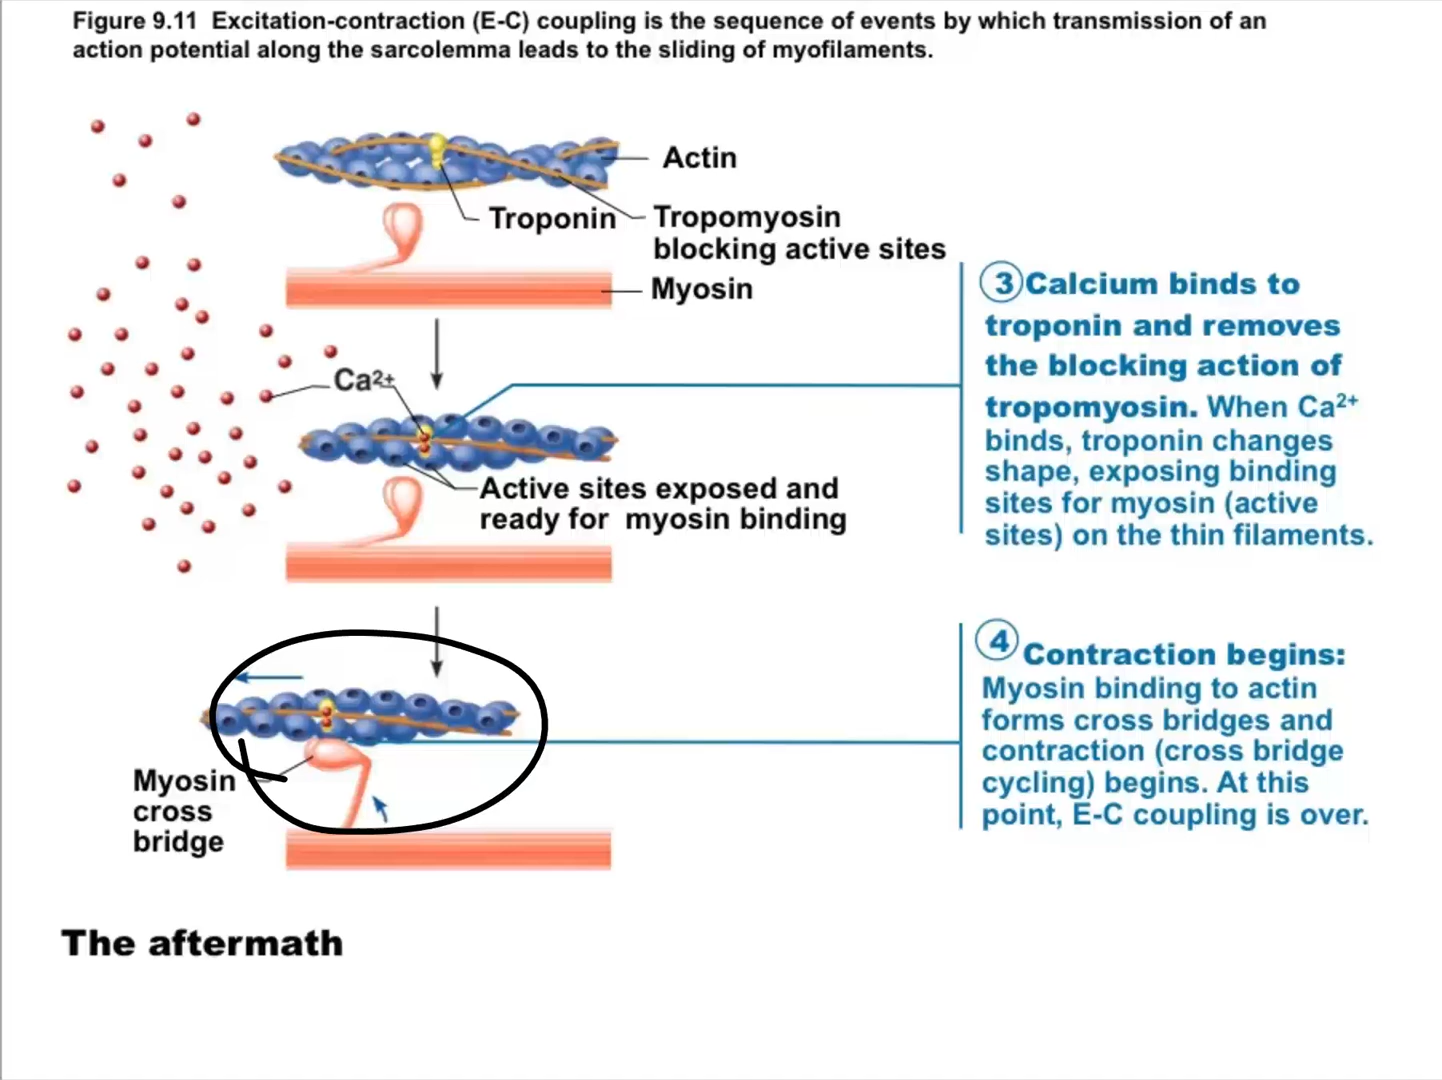 Figure 9.11 Excitation-contraction (E-C) coupling is the sequence of events by which transmission of an
action potential along the sarcolemma leads to the sliding of myofilaments.
Actin
Troponin
Tropomyosin
blocking active sites
Myosin
Ca2+
Active sites exposed and
ready for myosin binding
3 Calcium binds to
troponin and removes
the blocking action of
tropomyosin. When Ca2+
binds, troponin changes
shape, exposing binding
sites for myosin (active
sites) on the thin filaments.
Myosin
cross
bridge
4 Contraction begins:
Myosin binding to actin
forms cross bridges and
contraction (cross bridge
cycling) begins. At this
point, E-C coupling is over.
The aftermath